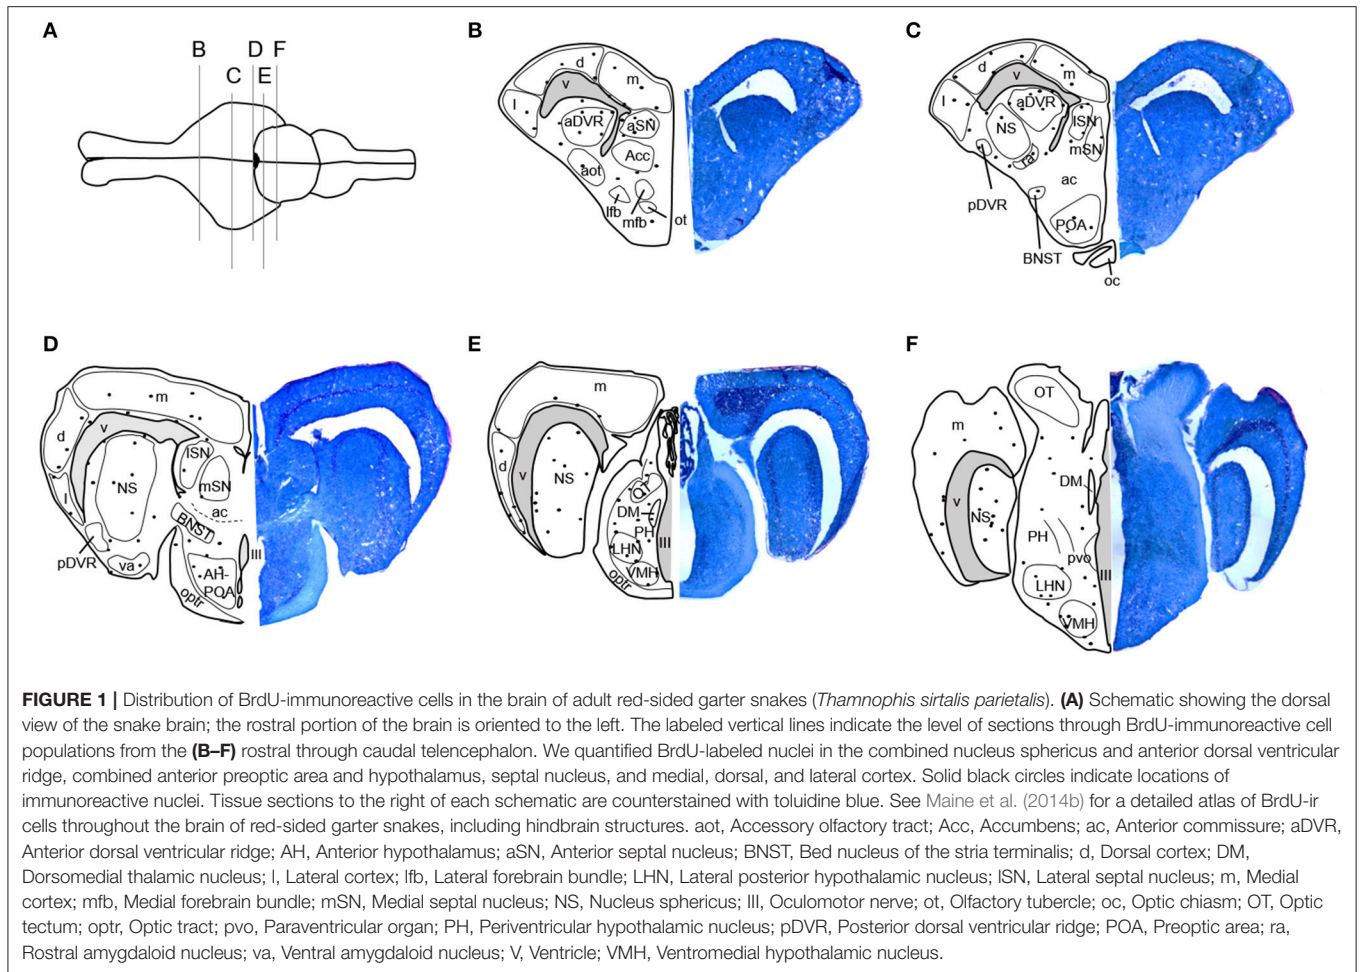 A
B D F
C E
B
d
m
v
l
aDVR
aSN
Acc
aot
lfb
mfb
ot
C
d
v
m
l
aDVR
NS
lSN
mSN
ra
ac
pDVR
POA
BNST
oc
D
m
d
v
lSN
NS
mSN
l
ac
BNST
pDVR
va
III
AH-
POA
optr
E
m
d
v
NS
DM
PH
III
LHN
VMH
optr
F
OT
m
DM
v
NS
PH
pvo
III
LHN
VMH
FIGURE 1 | Distribution of BrdU-immunoreactive cells in the brain of adult red-sided garter snakes (Thamnophis sirtalis parietalis). (A) Schematic showing the dorsal
view of the snake brain; the rostral portion of the brain is oriented to the left. The labeled vertical lines indicate the level of sections through BrdU-immunoreactive cell
populations from the (B–F) rostral through caudal telencephalon. We quantified BrdU-labeled nuclei in the combined nucleus sphericus and anterior dorsal ventricular
ridge, combined anterior preoptic area and hypothalamus, septal nucleus, and medial, dorsal, and lateral cortex. Solid black circles indicate locations of
immunoreactive nuclei. Tissue sections to the right of each schematic are counterstained with toluidine blue. See Maine et al. (2014b) for a detailed atlas of BrdU-ir
cells throughout the brain of red-sided garter snakes, including hindbrain structures. aot, Accessory olfactory tract; Acc, Accumbens; ac, Anterior commissure; aDVR,
Anterior dorsal ventricular ridge; AH, Anterior hypothalamus; aSN, Anterior septal nucleus; BNST, Bed nucleus of the stria terminalis; d, Dorsal cortex; DM,
Dorsomedial thalamic nucleus; l, Lateral cortex; lfb, Lateral forebrain bundle; LHN, Lateral posterior hypothalamic nucleus; lSN, Lateral septal nucleus; m, Medial
cortex; mfb, Medial forebrain bundle; mSN, Medial septal nucleus; NS, Nucleus sphericus; III, Oculomotor nerve; ot, Olfactory tubercle; oc, Optic chiasm; OT, Optic
tectum; optr, Optic tract; pvo, Paraventricular organ; PH, Periventricular hypothalamic nucleus; pDVR, Posterior dorsal ventricular ridge; POA, Preoptic area; ra,
Rostral amygdaloid nucleus; va, Ventral amygdaloid nucleus; V, Ventricle; VMH, Ventromedial hypothalamic nucleus.